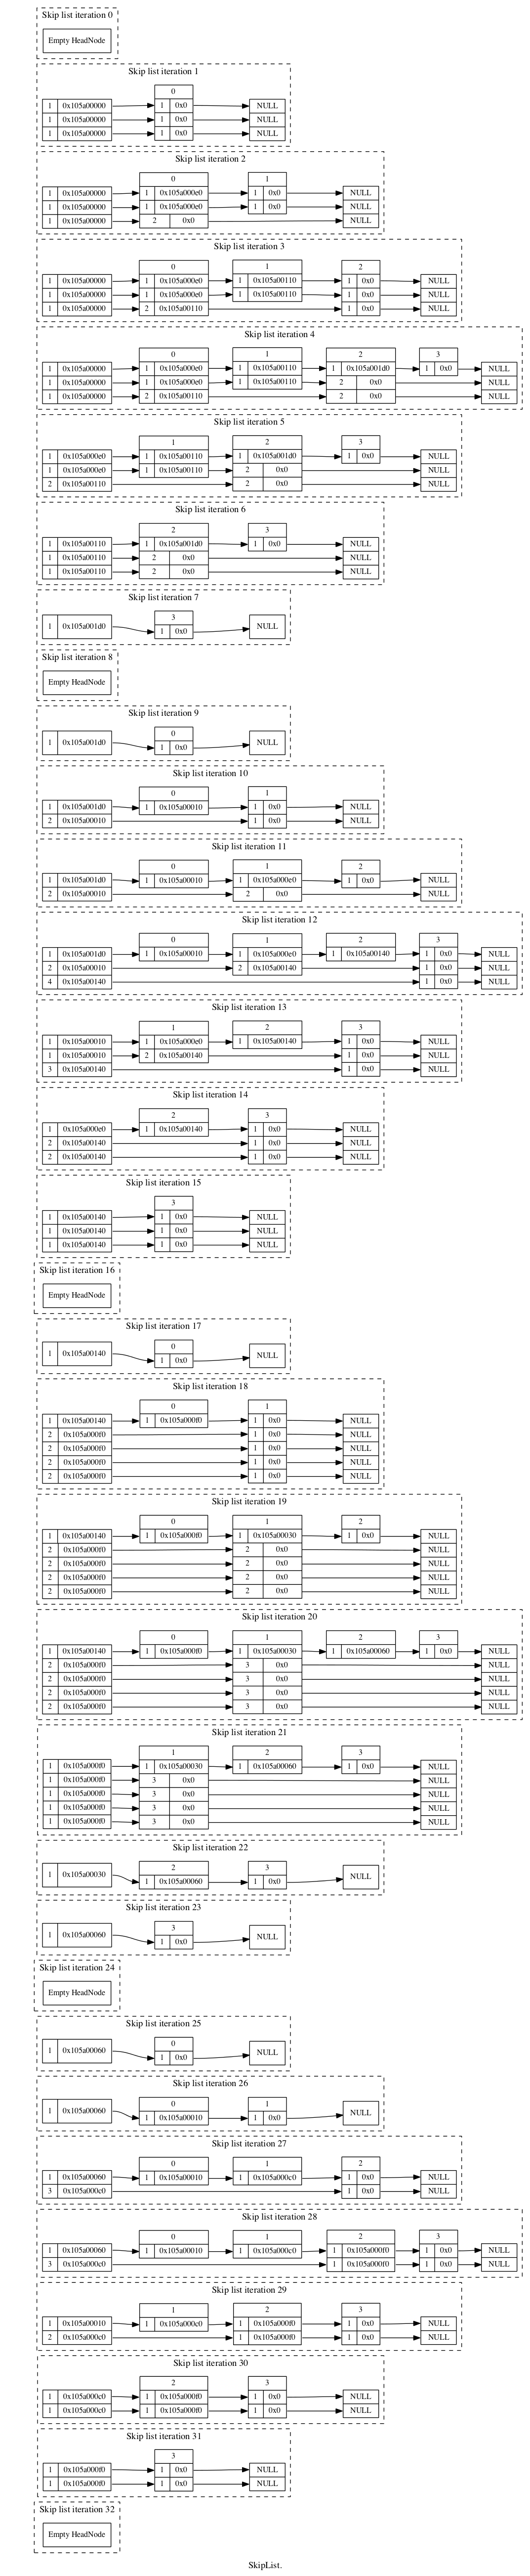 Skip list iteration 0
Empty HeadNode
Skip list iteration 1
0
1 0x105a00000 1 0x0 NULL
1 0x105a00000 1 0x0 NULL
1 0x105a00000 1 0x0 NULL
Skip list iteration 2
0 1
1 0x105a00000 1 0x105a000e0 1 0x0 NULL
1 0x105a00000 1 0x105a000e0 1 0x0 NULL
1 0x105a00000 2 0x0 NULL
Skip list iteration 3
0 1 2
1 0x105a00000 1 0x105a000e0 1 0x105a00110 1 0x0 NULL
1 0x105a00000 1 0x105a000e0 1 0x105a00110 1 0x0 NULL
1 0x105a00000 2 0x105a00110 1 0x0 NULL
Skip list iteration 4
0 1 2 3
1 0x105a00000 1 0x105a000e0 1 0x105a00110 1 0x105a001d0 1 0x0 NULL
1 0x105a00000 1 0x105a000e0 1 0x105a00110 2 0x0 NULL
1 0x105a00000 2 0x105a00110 2 0x0 NULL
Skip list iteration 5
1 2 3
1 0x105a000e0 1 0x105a00110 1 0x105a001d0 1 0x0 NULL
1 0x105a000e0 1 0x105a00110 2 0x0 NULL
2 0x105a00110 2 0x0 NULL
Skip list iteration 6
2 3
1 0x105a00110 1 0x105a001d0 1 0x0 NULL
1 0x105a00110 2 0x0 NULL
1 0x105a00110 2 0x0 NULL
Skip list iteration 7
3
1 0x105a001d0 1 0x0 NULL
Skip list iteration 8
Empty HeadNode
Skip list iteration 9
0
1 0x105a001d0 1 0x0 NULL
Skip list iteration 10
0 1
1 0x105a001d0 1 0x105a00010 1 0x0 NULL
2 0x105a00010 1 0x0 NULL
Skip list iteration 11
0 1 2
1 0x105a001d0 1 0x105a00010 1 0x105a000e0 1 0x0 NULL
2 0x105a00010 2 0x0 NULL
Skip list iteration 12
0 1 2 3
1 0x105a001d0 1 0x105a00010 1 0x105a000e0 1 0x105a00140 1 0x0 NULL
2 0x105a00010 2 0x105a00140 1 0x0 NULL
4 0x105a00140 1 0x0 NULL
Skip list iteration 13
1 2 3
1 0x105a00010 1 0x105a000e0 1 0x105a00140 1 0x0 NULL
1 0x105a00010 2 0x105a00140 1 0x0 NULL
3 0x105a00140 1 0x0 NULL
Skip list iteration 14
2 3
1 0x105a000e0 1 0x105a00140 1 0x0 NULL
2 0x105a00140 1 0x0 NULL
2 0x105a00140 1 0x0 NULL
Skip list iteration 15
3
1 0x105a00140 1 0x0 NULL
1 0x105a00140 1 0x0 NULL
1 0x105a00140 1 0x0 NULL
Skip list iteration 16
Empty HeadNode
Skip list iteration 17
0
1 0x105a00140 1 0x0 NULL
Skip list iteration 18
0 1
1 0x105a00140 1 0x105a000f0 1 0x0 NULL
2 0x105a000f0 1 0x0 NULL
2 0x105a000f0 1 0x0 NULL
2 0x105a000f0 1 0x0 NULL
2 0x105a000f0 1 0x0 NULL
Skip list iteration 19
0 1 2
1 0x105a00140 1 0x105a000f0 1 0x105a00030 1 0x0 NULL
2 0x105a000f0 2 0x0 NULL
2 0x105a000f0 2 0x0 NULL
2 0x105a000f0 2 0x0 NULL
2 0x105a000f0 2 0x0 NULL
Skip list iteration 20
0 1 2 3
1 0x105a00140 1 0x105a000f0 1 0x105a00030 1 0x105a00060 1 0x0 NULL
2 0x105a000f0 3 0x0 NULL
2 0x105a000f0 3 0x0 NULL
2 0x105a000f0 3 0x0 NULL
2 0x105a000f0 3 0x0 NULL
Skip list iteration 21
1 2 3
1 0x105a000f0 1 0x105a00030 1 0x105a00060 1 0x0 NULL
1 0x105a000f0 3 0x0 NULL
1 0x105a000f0 3 0x0 NULL
1 0x105a000f0 3 0x0 NULL
1 0x105a000f0 3 0x0 NULL
Skip list iteration 22
2 3
1 0x105a00030 1 0x105a00060 1 0x0 NULL
Skip list iteration 23
3
1 0x105a00060 1 0x0 NULL
Skip list iteration 24
Empty HeadNode
Skip list iteration 25
0
1 0x105a00060 1 0x0 NULL
Skip list iteration 26
0 1
1 0x105a00060 1 0x105a00010 1 0x0 NULL
Skip list iteration 27
0 1 2
1 0x105a00060 1 0x105a00010 1 0x105a000c0 1 0x0 NULL
3 0x105a000c0 1 0x0 NULL
Skip list iteration 28
0 1 2 3
1 0x105a00060 1 0x105a00010 1 0x105a000c0 1 0x105a000f0 1 0x0 NULL
3 0x105a000c0 1 0x105a000f0 1 0x0 NULL
Skip list iteration 29
1 2 3
1 0x105a00010 1 0x105a000c0 1 0x105a000f0 1 0x0 NULL
2 0x105a000c0 1 0x105a000f0 1 0x0 NULL
Skip list iteration 30
2 3
1 0x105a000c0 1 0x105a000f0 1 0x0 NULL
1 0x105a000c0 1 0x105a000f0 1 0x0 NULL
Skip list iteration 31
3
1 0x105a000f0 1 0x0 NULL
1 0x105a000f0 1 0x0 NULL
Skip list iteration 32
Empty HeadNode
SkipList.